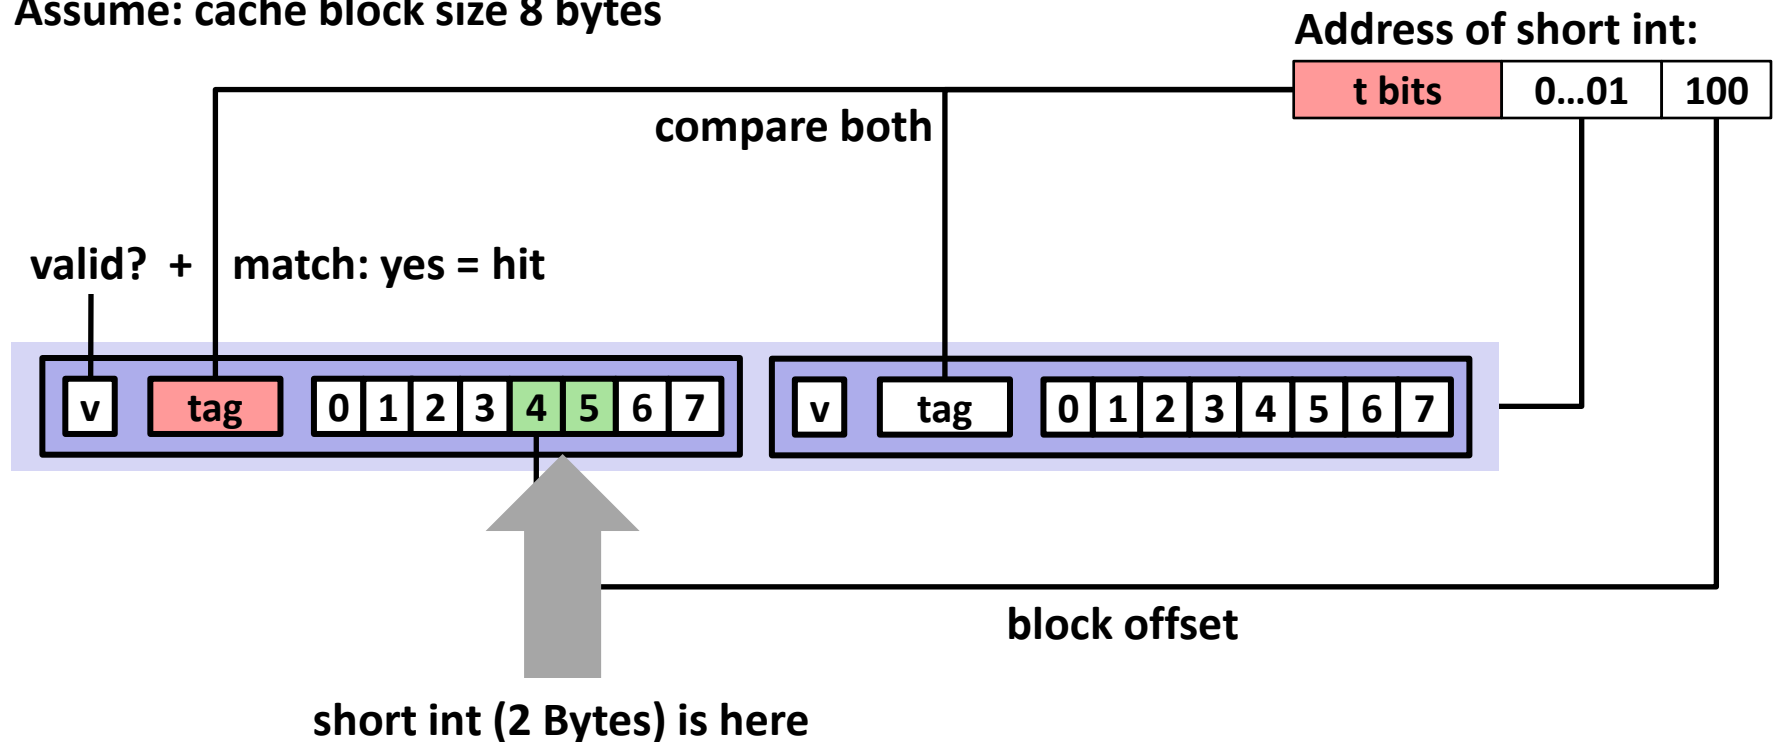 Assume: cache block size 8 bytes
Address of short int:
t bits 0...01 100
compare both
valid? + match: yes = hit
v tag 0 1 2 3 4 5 6 7 v tag 0 1 2 3 4 5 6 7
block offset
short int (2 Bytes) is here